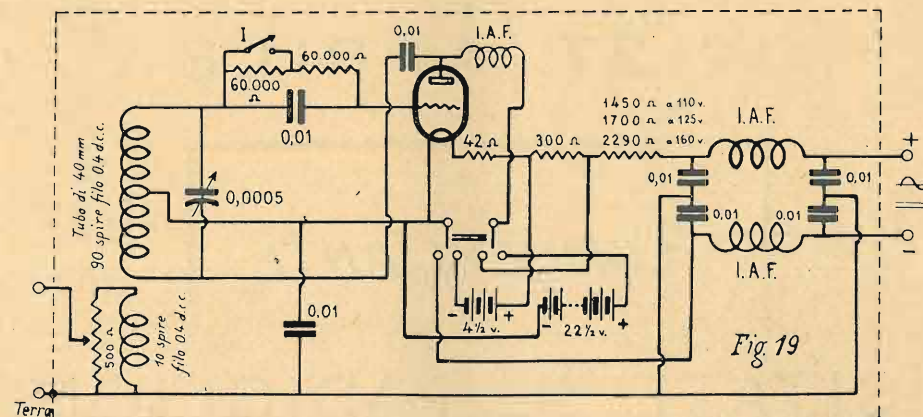 I
60.000 Ω
60.000
Ω
0,01
0,01
I.A.F.
42 Ω
300 Ω
1450 Ω a 110 v.
1700 Ω a 125 v.
2290 Ω a 160 v.
I.A.F.
+
0,01
0,01
0,01
0.01
-
I.A.F.
Tubo di 40 mm
90 spire filo 0.4 d.c.c.
0,0005
- 4½ v. +
- 22½ v. +
Fig. 19
500 Ω
10 spire
filo 0.4 d.c.c.
0,01
Terra